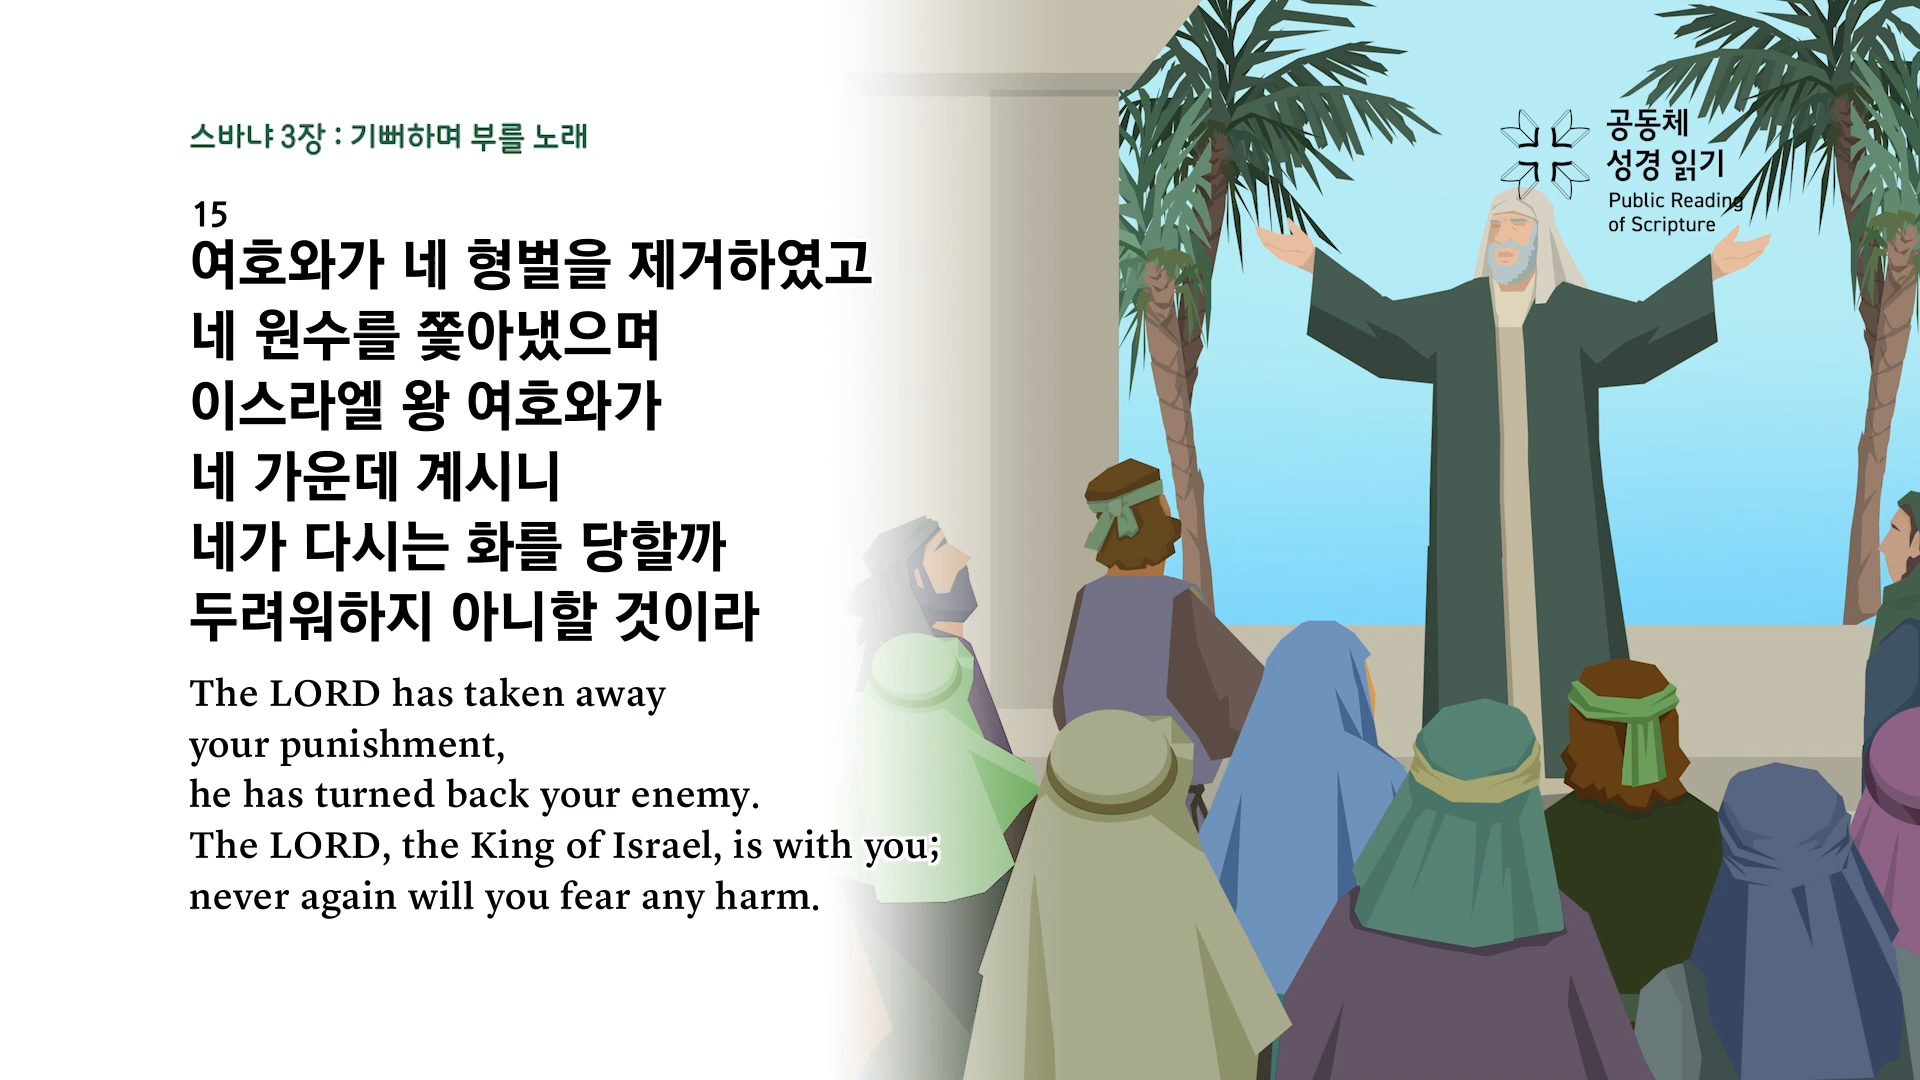 스바냐 3장 : 기뻐하며 부를 노래
15
여호와가 네 형벌을 제거하였고
네 원수를 쫓아냈으며
이스라엘 왕 여호와가
네 가운데 계시니
네가 다시는 화를 당할까
두려워하지 아니할 것이라
The LORD has taken away
your punishment,
he has turned back your enemy.
The LORD, the King of Israel, is with you;
never again will you fear any harm.
공동체
성경 읽기
Public Reading
of Scripture